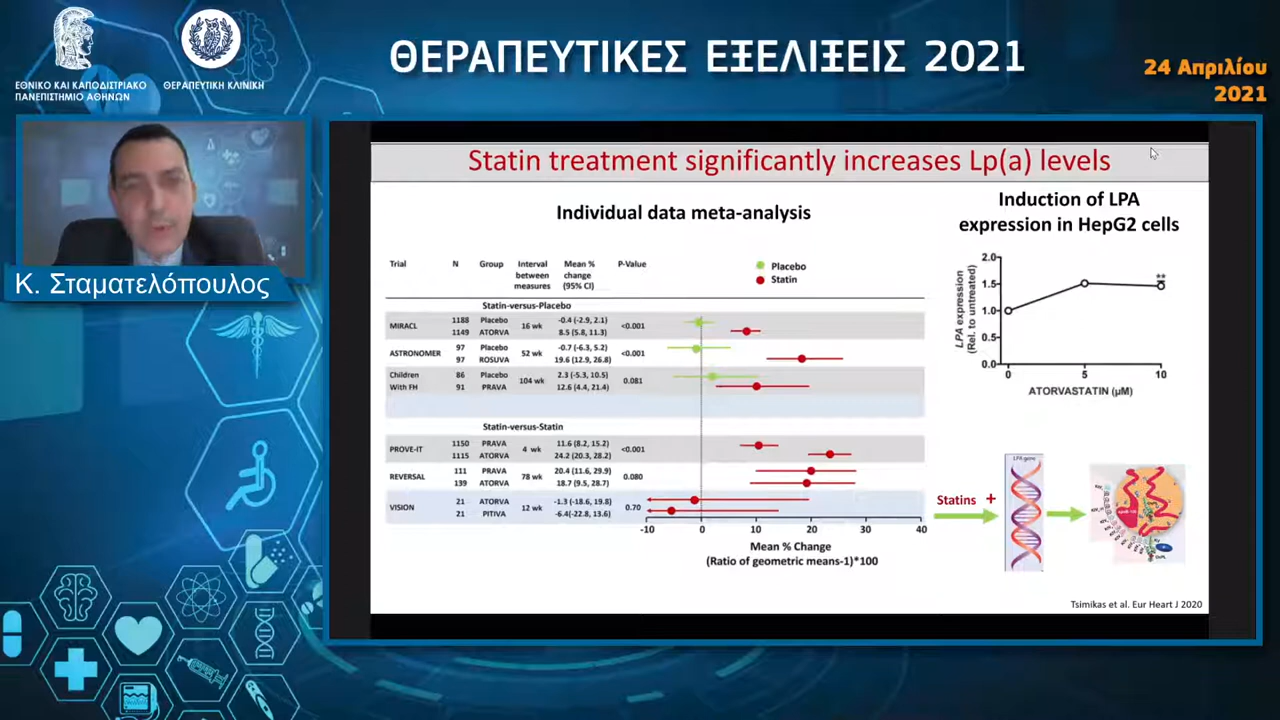 ΕΘΝΙΚΟ ΚΑΙ ΚΑΠΟΔΙΣΤΡΙΑΚΟ
ΠΑΝΕΠΙΣΤΗΜΙΟ ΑΘΗΝΩΝ
ΘΕΡΑΠΕΥΤΙΚΗ ΚΛΙΝΙΚΗ
ΘΕΡΑΠΕΥΤΙΚΕΣ ΕΞΕΛΙΞΕΙΣ 2021
24 Απριλίου
2021
Κ. Σταματελόπουλος
Statin treatment significantly increases Lp(a) levels
Individual data meta-analysis
Trial N Group Interval between measures Mean % change (95% CI) P-Value
Placebo
Statin
Statin-versus-Placebo
MIRACL 16 wk <0.001
1188 Placebo -0.4 (-2.9, 2.1)
1149 ATORVA 8.5 (5.8, 11.3)
ASTRONOMER 52 wk <0.001
97 Placebo -0.7 (-6.3, 5.2)
97 ROSUVA 19.6 (12.9, 26.8)
Children With FH 104 wk 0.081
86 Placebo 2.3 (-5.3, 10.5)
91 PRAVA 12.6 (4.4, 21.4)
Statin-versus-Statin
PROVE-IT 4 wk <0.001
1150 PRAVA 11.6 (8.2, 15.2)
1115 ATORVA 24.2 (20.3, 28.2)
REVERSAL 78 wk 0.080
111 PRAVA 20.4 (11.6, 29.9)
139 ATORVA 18.7 (9.5, 28.7)
VISION 12 wk 0.70
21 ATORVA -1.3 (-18.6, 19.8)
21 PITIVA -6.4(-22.8, 13.6)
-10 0 10 20 30 40
Mean % Change
(Ratio of geometric means-1)*100
Induction of LPA
expression in HepG2 cells
LPA expression
(Rel. to untreated)
2.0
1.5
1.0
0.5
0.0
**
0 5 10
ATORVASTATIN (µM)
LPA gene
Statins +
Tsimikas et al. Eur Heart J 2020